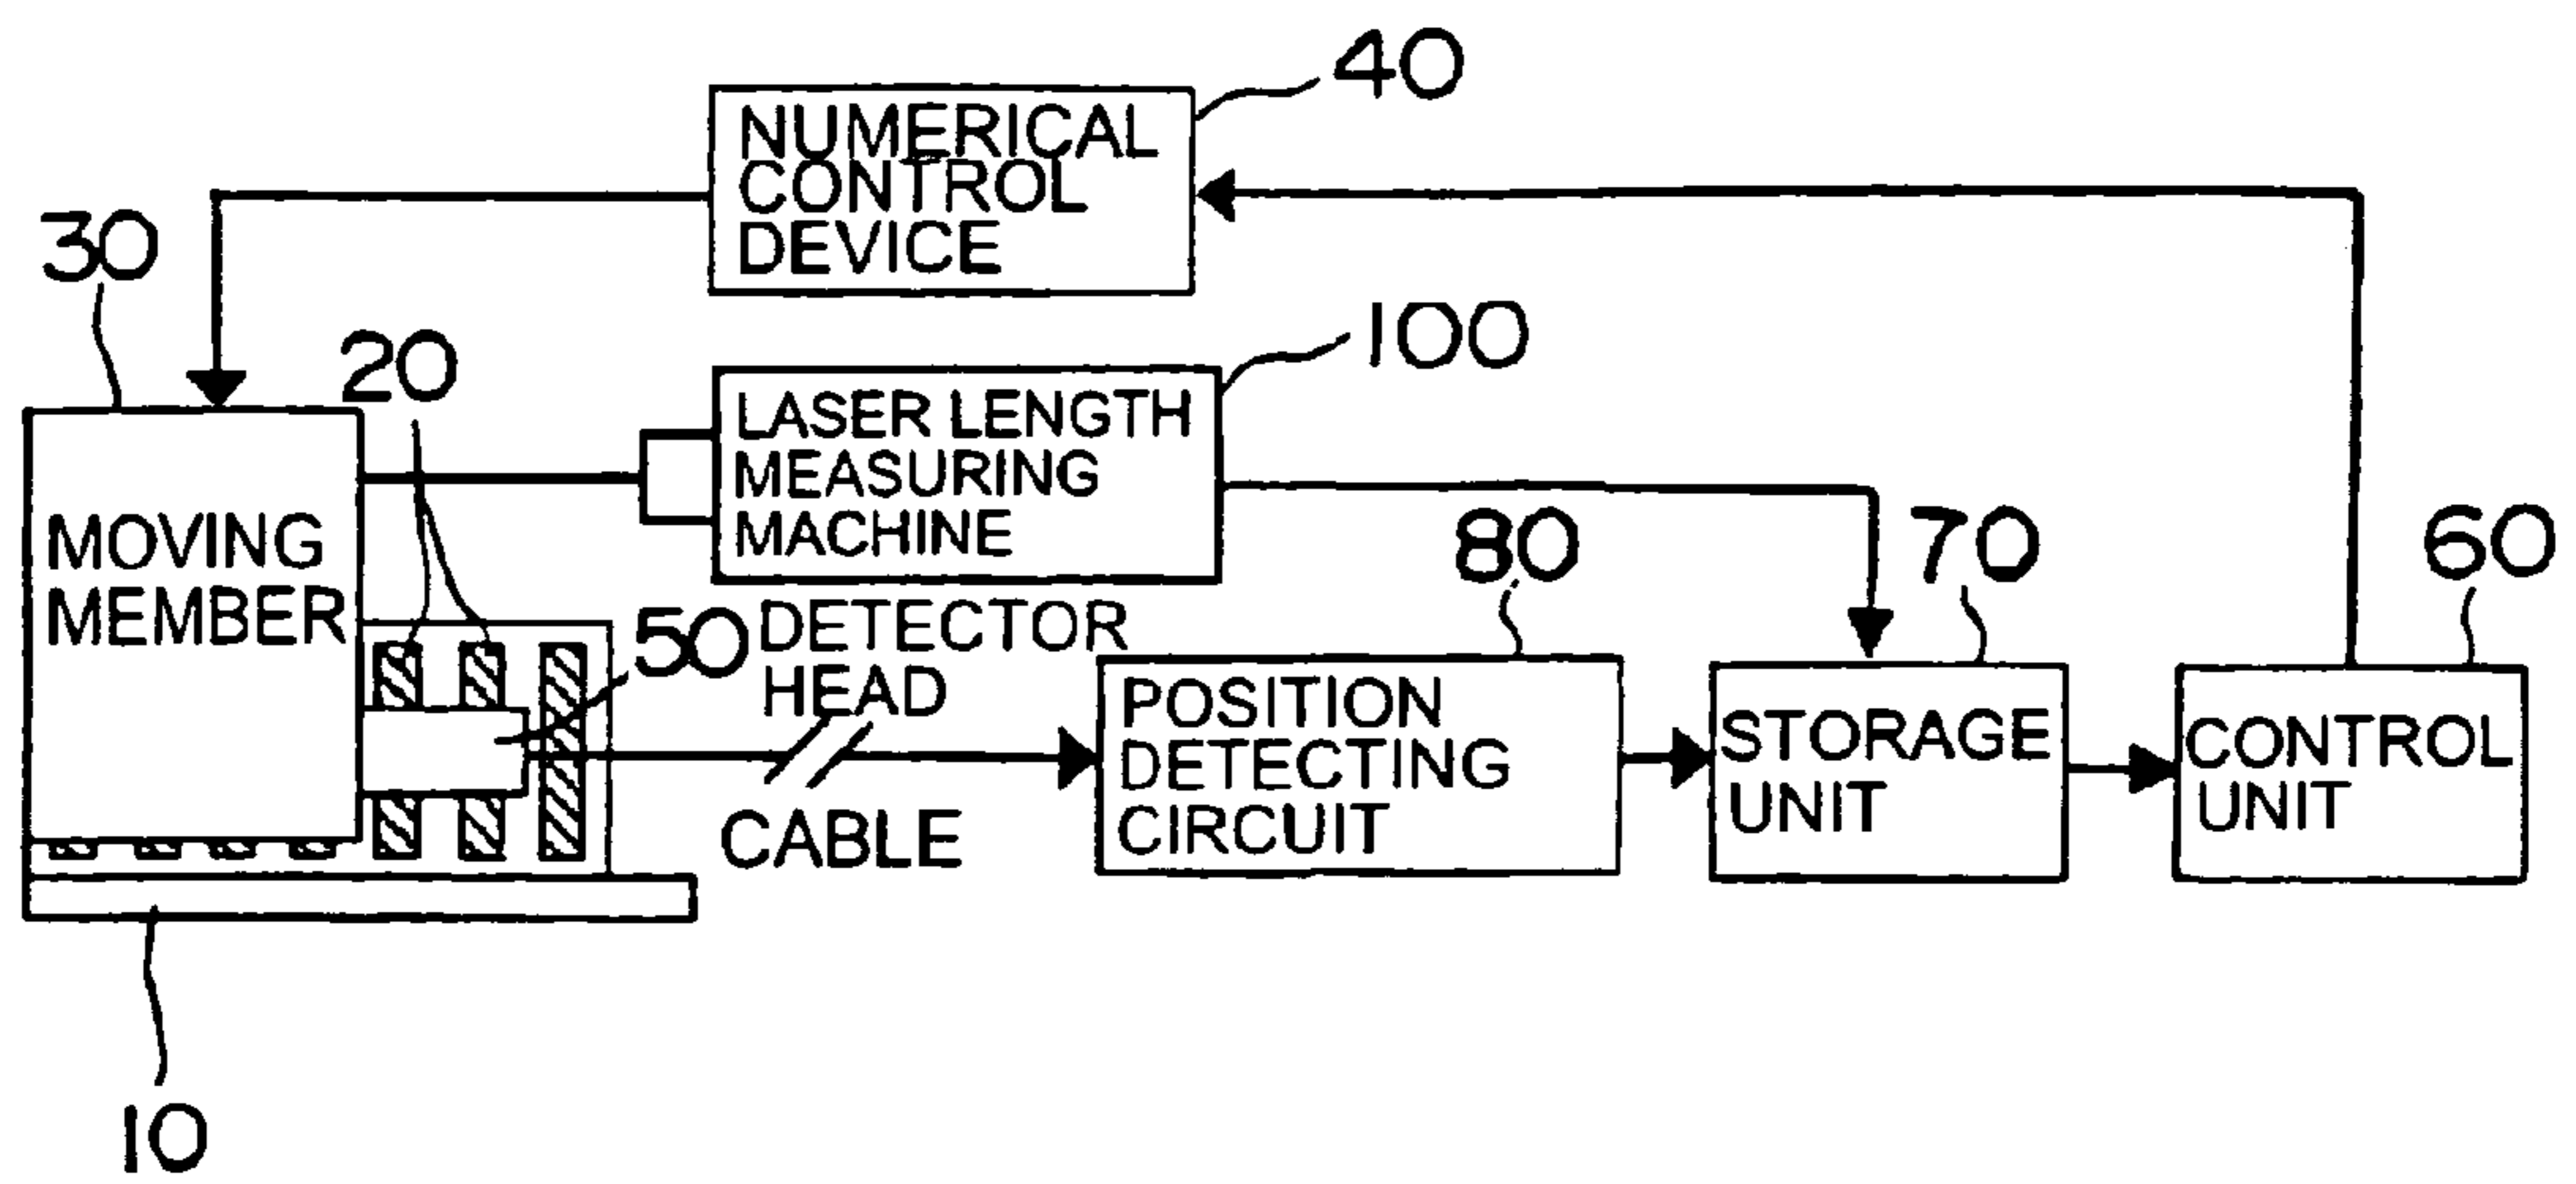 40
NUMERICAL
CONTROL
DEVICE
30
100
20
LASER LENGTH
MEASURING
MACHINE
MOVING
MEMBER
80
70
60
50
DETECTOR
HEAD
POSITION
DETECTING
CIRCUIT
STORAGE
UNIT
CONTROL
UNIT
CABLE
10